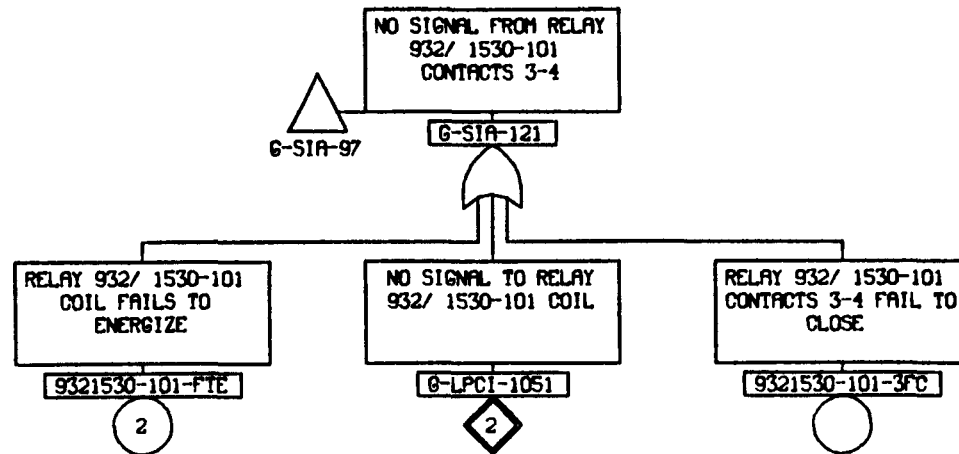 NO SIGNAL FROM RELAY
932/ 1530-101
CONTACTS 3-4
G-SIA-97
G-SIA-121
RELAY 932/ 1530-101
COIL FAILS TO
ENERGIZE
NO SIGNAL TO RELAY
932/ 1530-101 COIL
RELAY 932/ 1530-101
CONTACTS 3-4 FAIL TO
CLOSE
9321530-101-FTE
G-LPCI-1051
9321530-101-3FC
2
2